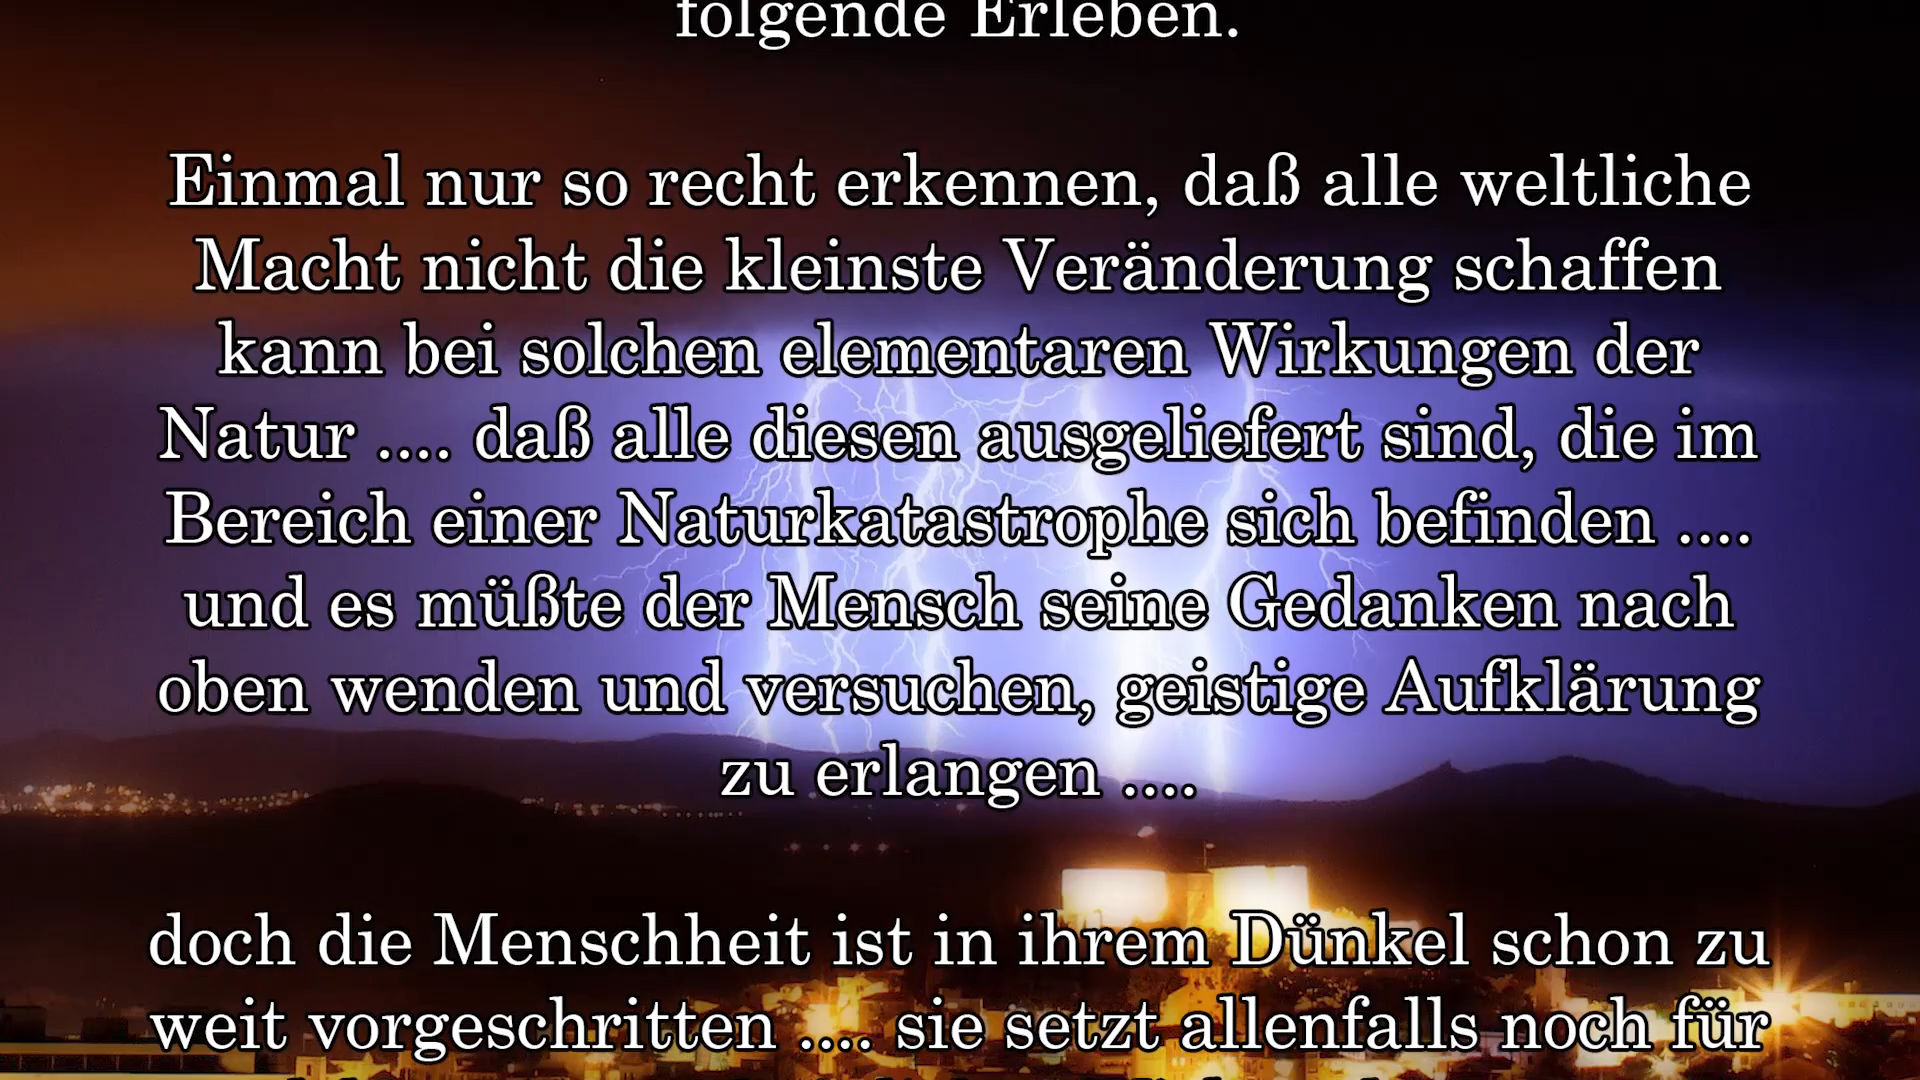 folgende Erleben.
Einmal nur so recht erkennen, daß alle weltliche
Macht nicht die kleinste Veränderung schaffen
kann bei solchen elementaren Wirkungen der
Natur .... daß alle diesen ausgeliefert sind, die im
Bereich einer Naturkatastrophe sich befinden ....
und es müßte der Mensch seine Gedanken nach
oben wenden und versuchen, geistige Aufklärung
zu erlangen ....
doch die Menschheit ist in ihrem Dünkel schon zu
weit vorgeschritten .... sie setzt allenfalls noch für